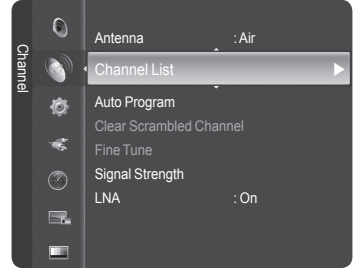 Channel
Antenna : Air
Channel List
Auto Program
Clear Scrambled Channel
Fine Tune
Signal Strength
LNA : On